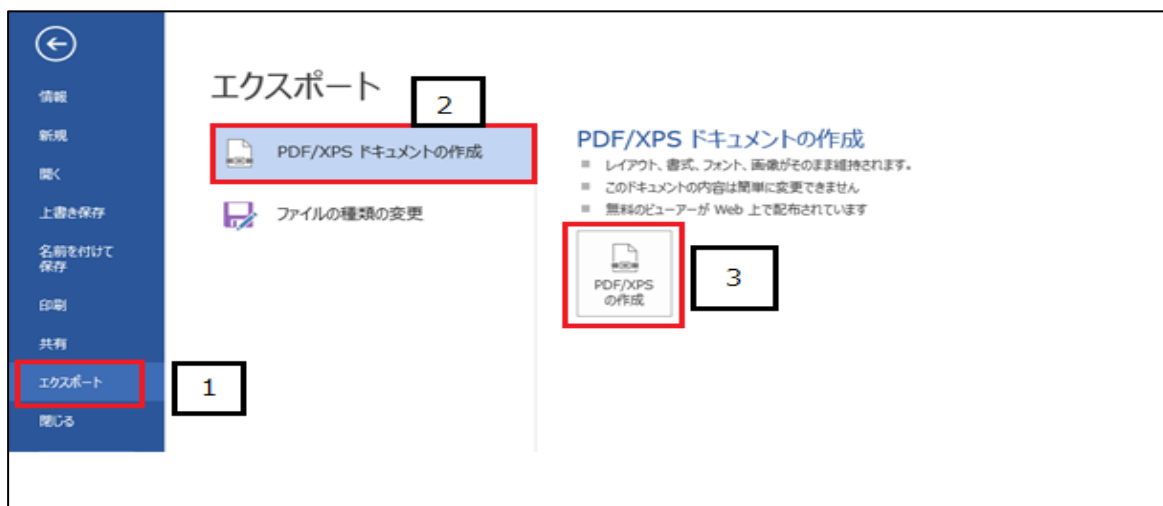 情報
新規
開く
上書き保存
名前を付けて
保存
印刷
共有
エクスポート
閉じる
1
エクスポート
2
PDF/XPS ドキュメントの作成
ファイルの種類の変更
PDF/XPS ドキュメントの作成
レイアウト、書式、フォント、画像がそのまま維持されます。
このドキュメントの内容は簡単に変更できません
無料のビューアーが Web 上で配布されています
PDF/XPS
の作成
3